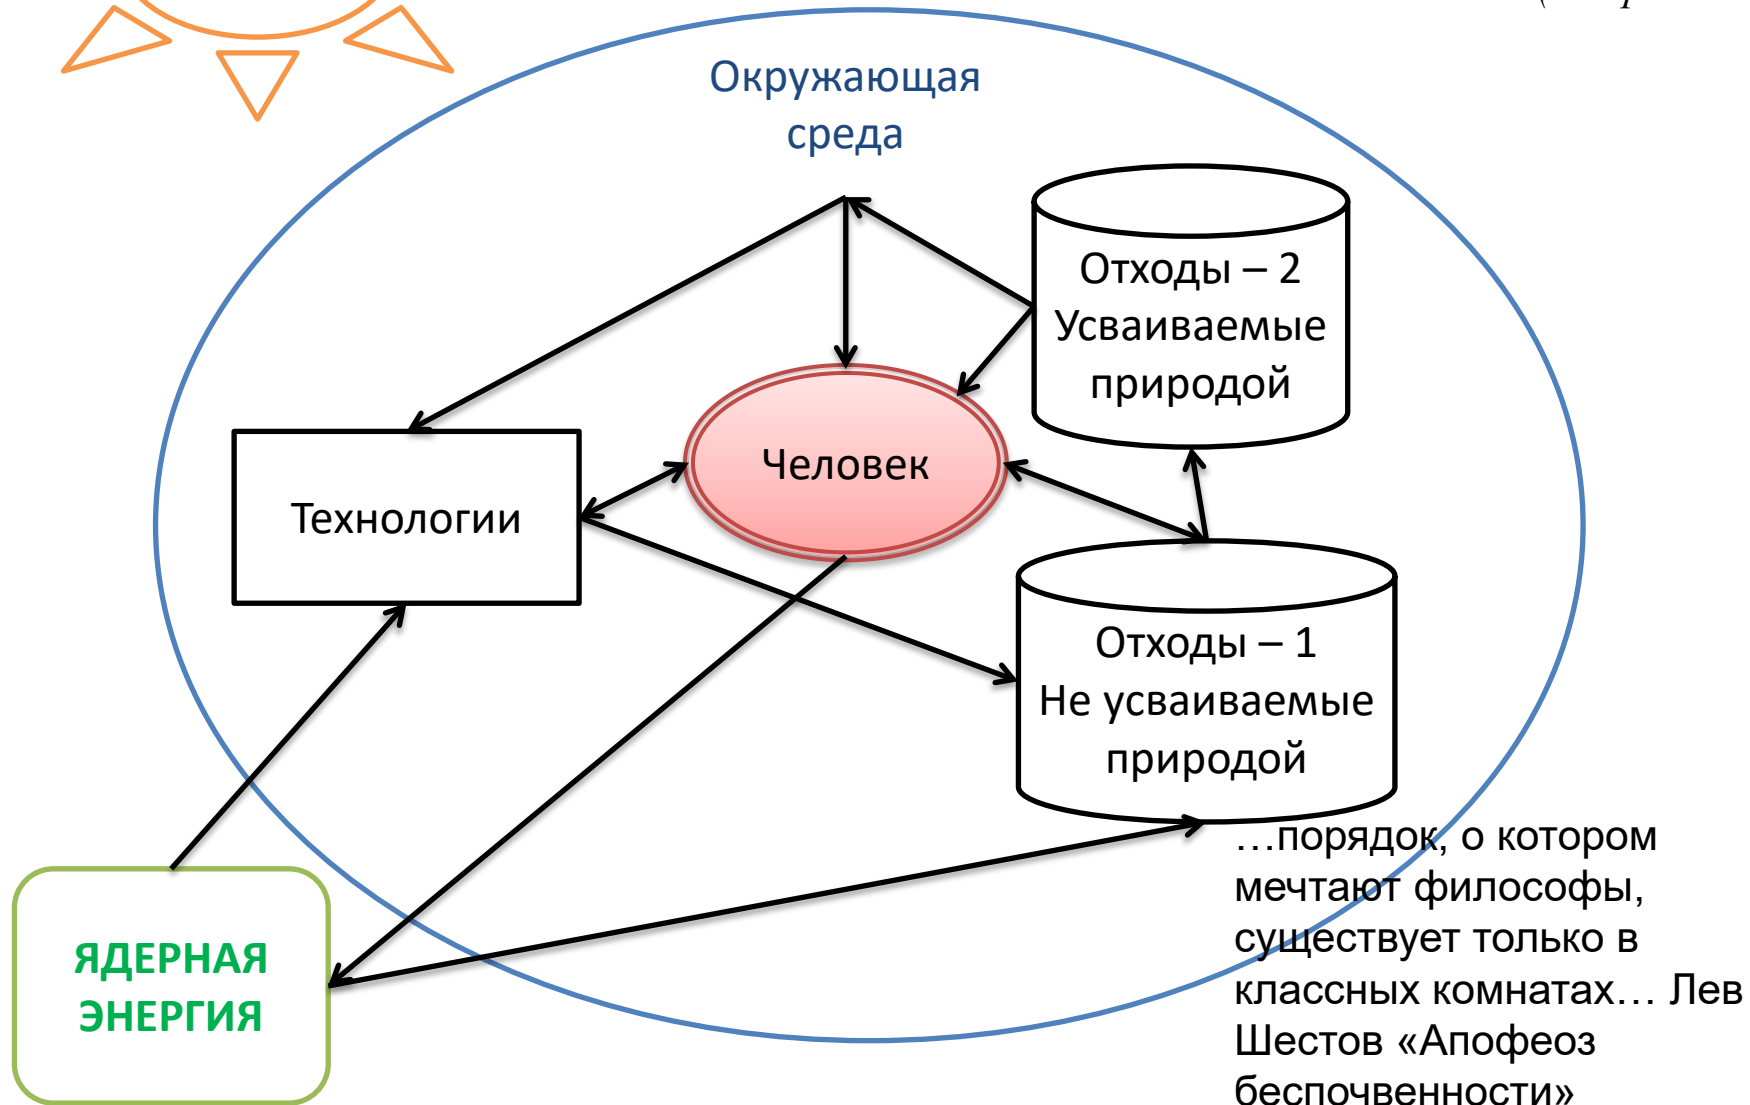 Окружающая
среда
Отходы – 2
Усваиваемые
природой
Человек
Технологии
Отходы – 1
Не усваиваемые
природой
ЯДЕРНАЯ
ЭНЕРГИЯ
…порядок, о котором
мечтают философы,
существует только в
классных комнатах… Лев
Шестов «Апофеоз
беспочвенности»